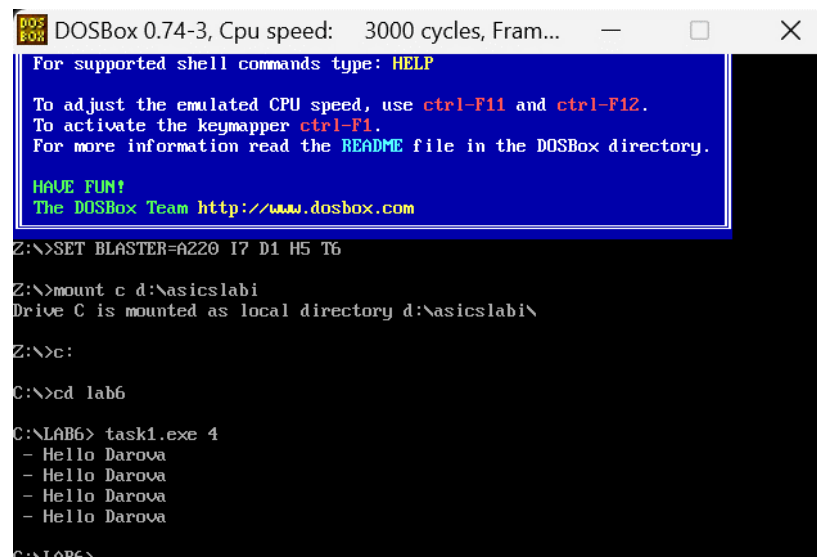 DOS
BOX
DOSBox 0.74-3, Cpu speed: 3000 cycles, Fram...
For supported shell commands type: HELP
To adjust the emulated CPU speed, use ctrl-F11 and ctrl-F12.
To activate the keymapper ctrl-F1.
For more information read the README file in the DOSBox directory.
HAVE FUN!
The DOSBox Team http://www.dosbox.com
Z:\>SET BLASTER=A220 I7 D1 H5 T6
Z:\>mount c d:\asicslabi
Drive C is mounted as local directory d:\asicslabi\
Z:\>c:
C:\>cd lab6
C:\LAB6> task1.exe 4
- Hello Darova
- Hello Darova
- Hello Darova
- Hello Darova
C:\LAB6>